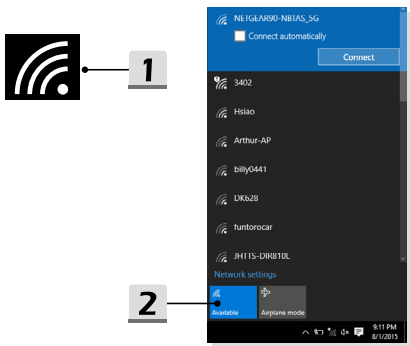 1
NETGEAR90-NBTAS_5G
Connect automatically
Connect
3402
Hsiao
Arthur-AP
billy0441
DK628
funtorocar
JHTTS-DIR810L
Network settings
2
Available
Airplane mode
9:11 PM
8/1/2015